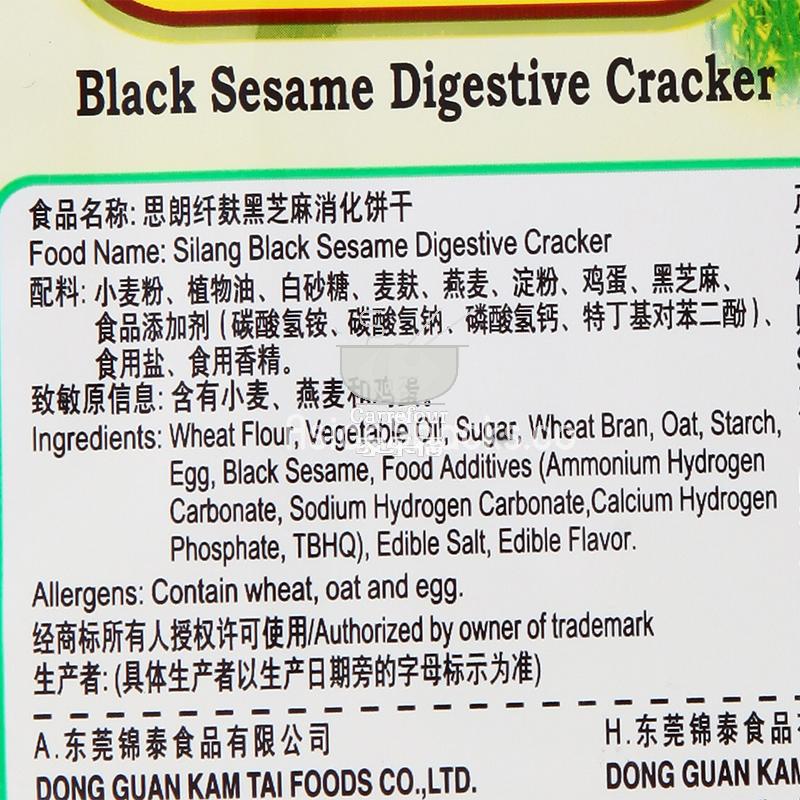 Black Sesame Digestive Cracker
食品名称: 思朗纤麸黑芝麻消化饼干
Food Name: Silang Black Sesame Digestive Cracker
配料: 小麦粉、植物油、白砂糖、麦麸、燕麦、淀粉、鸡蛋、黑芝麻、
食品添加剂 (碳酸氢铵、碳酸氢钠、磷酸氢钙、特丁基对苯二酚)、
食用盐、食用香精。
致敏原信息: 含有小麦、燕麦和鸡蛋。
Carrefour
Ingredients: Wheat Flour, Vegetable Oil, Sugar, Wheat Bran, Oat, Starch,
Egg, Black Sesame, Food Additives (Ammonium Hydrogen
Carbonate, Sodium Hydrogen Carbonate,Calcium Hydrogen
Phosphate, TBHQ), Edible Salt, Edible Flavor.
Allergens: Contain wheat, oat and egg.
经商标所有人授权许可使用/Authorized by owner of trademark
生产者: (具体生产者以生产日期旁的字母标示为准)
A.东莞锦泰食品有限公司 H.东莞锦泰食品
DONG GUAN KAM TAI FOODS CO.,LTD. DONG GUAN KAM